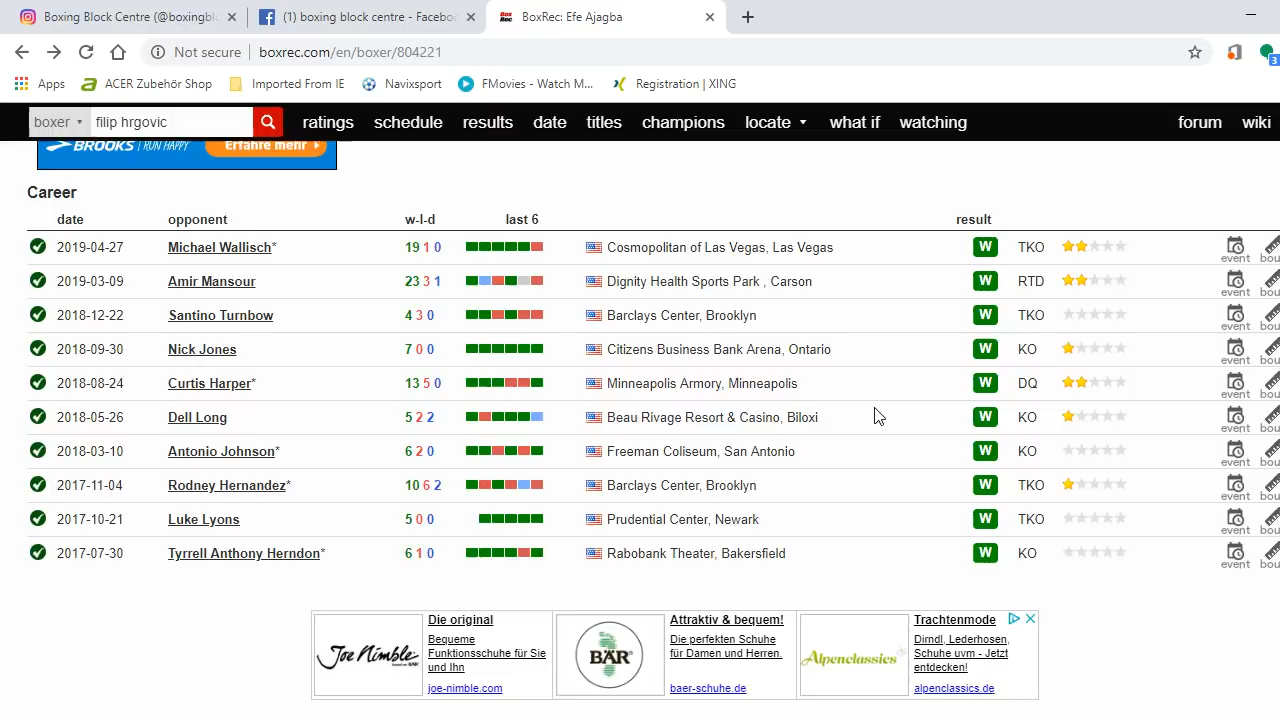 Boxing Block Centre (@boxingblo
(1) boxing block centre - Facebo
BoxRec: Efe Ajagba
Not secure boxrec.com/en/boxer/804221
3
Apps ACER Zubehör Shop Imported From IE Navixsport FMovies - Watch M... Registration | XING
boxer filip hrgovic ratings schedule results date titles champions locate what if watching forum wiki
BROOKS RUN HAPPY Erfahre mehr
Career
date opponent w-l-d last 6 result
2019-04-27 Michael Wallisch* 19 1 0 Cosmopolitan of Las Vegas, Las Vegas W TKO event bou
2019-03-09 Amir Mansour 23 3 1 Dignity Health Sports Park , Carson W RTD event bou
2018-12-22 Santino Turnbow 4 3 0 Barclays Center, Brooklyn W TKO event bou
2018-09-30 Nick Jones 7 0 0 Citizens Business Bank Arena, Ontario W KO event bou
2018-08-24 Curtis Harper* 13 5 0 Minneapolis Armory, Minneapolis W DQ event bou
2018-05-26 Dell Long 5 2 2 Beau Rivage Resort & Casino, Biloxi W KO event bou
2018-03-10 Antonio Johnson* 6 2 0 Freeman Coliseum, San Antonio W KO event bou
2017-11-04 Rodney Hernandez* 10 6 2 Barclays Center, Brooklyn W TKO event bou
2017-10-21 Luke Lyons 5 0 0 Prudential Center, Newark W TKO event bou
2017-07-30 Tyrrell Anthony Herndon* 6 1 0 Rabobank Theater, Bakersfield W KO event bou
Joe Nimble
Die original
Bequeme
Funktionsschuhe für Sie
und Ihn
joe-nimble.com
BÄR
Attraktiv & bequem!
Die perfekten Schuhe
für Damen und Herren.
baer-schuhe.de
Alpenclassics
Trachtenmode
Dirndl, Lederhosen,
Schuhe uvm - Jetzt
entdecken!
alpenclassics.de